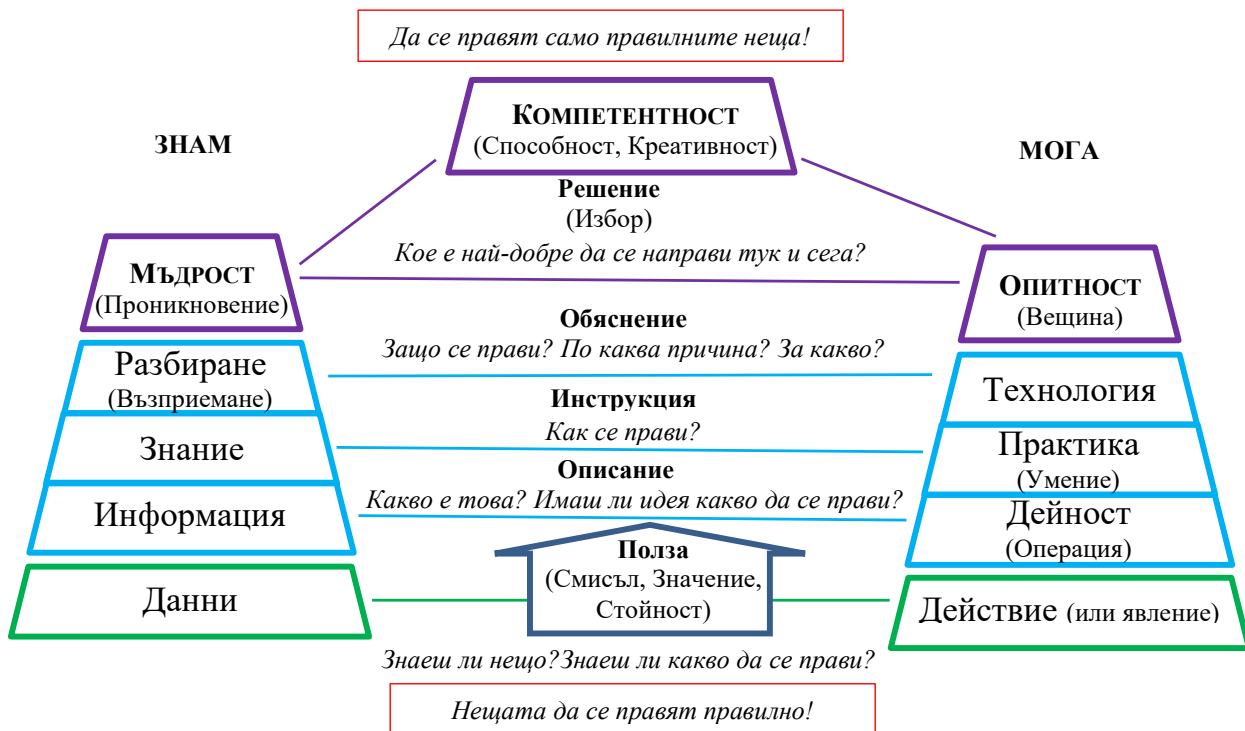 Да се правят само правилните неща!
КОМПЕТЕНТНОСТ
(Способност, Креативност)
ЗНАМ
МОГА
Решение
(Избор)
Кое е най-добре да се направи тук и сега?
МЪДРОСТ
(Проникновение)
ОПИТНОСТ
(Вещина)
Обяснение
Защо се прави? По каква причина? За какво?
Разбиране
(Възприемане)
Технология
Инструкция
Как се прави?
Знание
Практика
(Умение)
Описание
Какво е това? Имаш ли идея какво да се прави?
Информация
Дейност
(Операция)
Полза
(Смисъл, Значение,
Стойност)
Данни
Действие (или явление)
Знаеш ли нещо?Знаеш ли какво да се прави?
Нещата да се правят правилно!